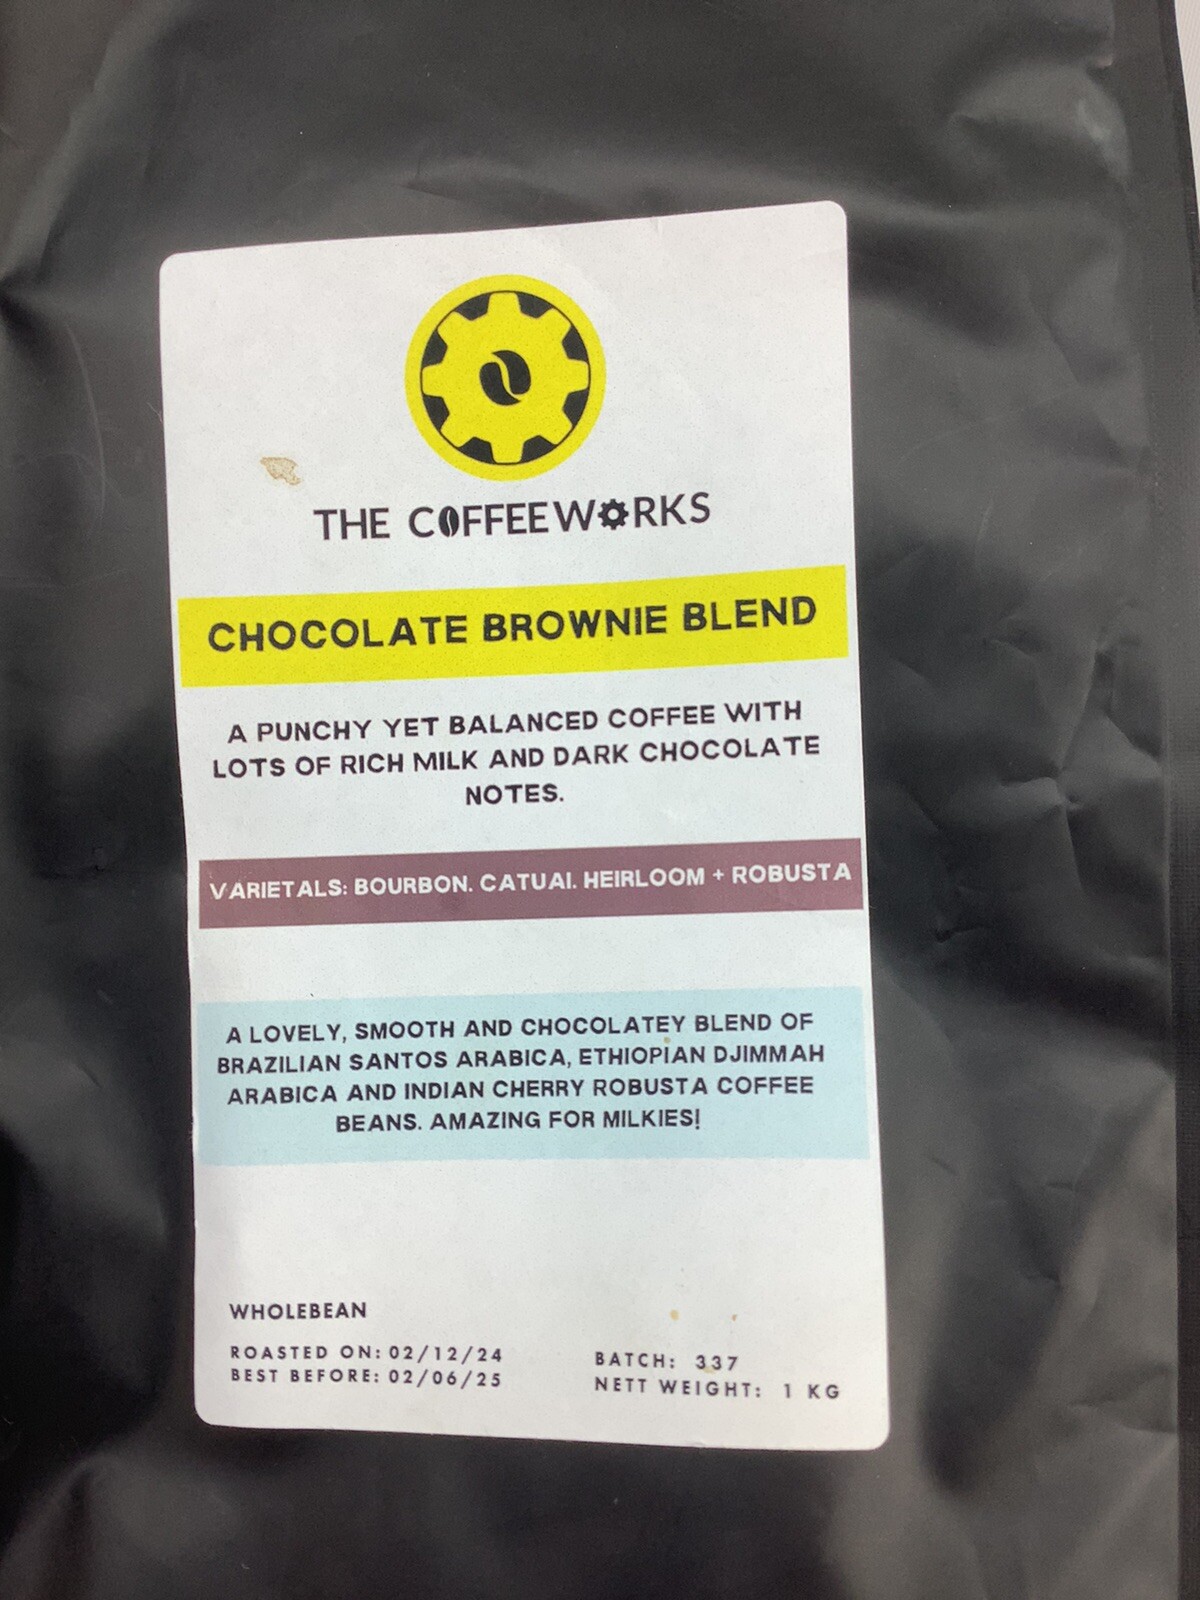 THE COFFEEWORKS
CHOCOLATE BROWNIE BLEND
A PUNCHY YET BALANCED COFFEE WITH
LOTS OF RICH MILK AND DARK CHOCOLATE
NOTES.
VARIETALS: BOURBON. CATUAI. HEIRLOOM + ROBUSTA
A LOVELY, SMOOTH AND CHOCOLATEY BLEND OF
BRAZILIAN SANTOS ARABICA, ETHIOPIAN DJIMMAH
ARABICA AND INDIAN CHERRY ROBUSTA COFFEE
BEANS. AMAZING FOR MILKIES!
WHOLEBEAN
ROASTED ON: 02/12/24
BEST BEFORE: 02/06/25
BATCH: 337
NETT WEIGHT: 1 KG